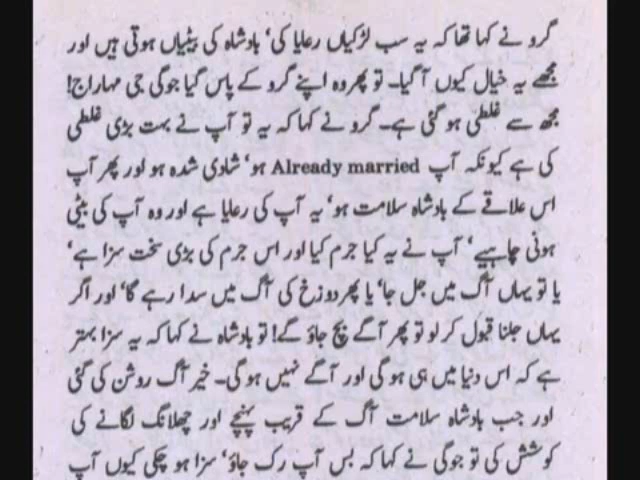 گرو نے کہا تھا کہ یہ سب لڑکیاں رعایا کی‘ بادشاہ کی بیٹیاں ہوتی ہیں اور
مجھے یہ خیال کیوں آ گیا۔ تو پھر وہ اپنے گرو کے پاس گیا جوگی جی مہاراج!
مجھ سے غلطی ہو گئی ہے۔ گرو نے کہا کہ یہ تو آپ نے بہت بڑی غلطی
کی ہے کیونکہ آپ Already married ہو‘ شادی شدہ ہو اور پھر آپ
اس علاقے کے بادشاہ سلامت ہو‘ یہ آپ کی رعایا ہے اور وہ آپ کی بیٹی
ہونی چاہیے‘ آپ نے یہ کیا جرم کیا اور اس جرم کی بڑی سخت سزا ہے‘
یا تو یہاں آگ میں جل جا‘ یا پھر دوزخ کی آگ میں سدا رہے گا‘ اور اگر
یہاں جلنا قبول کر لو تو پھر آگے بچ جاؤ گے! تو بادشاہ نے کہا کہ یہ سزا بہتر
ہے کہ اس دنیا میں ہی ہو گی اور آگے نہیں ہو گی۔ خیر آگ روشن کی گئی
اور جب بادشاہ سلامت آگ کے قریب پہنچے اور چھلانگ لگانے کی
کوشش کی تو جوگی نے کہا کہ بس آپ رک جاؤ‘ سزا ہو چکی کیوں آپ